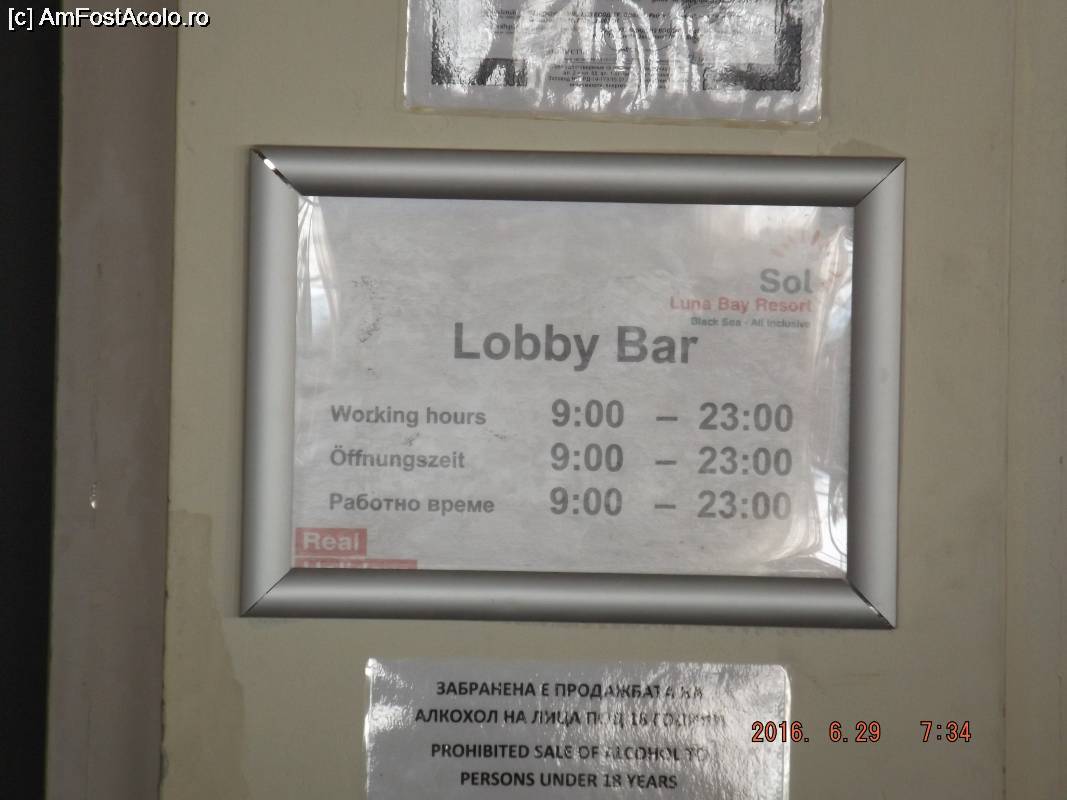 [c] AmFostAcolo.ro
Sol
Luna Bay Resort
Black Sea - All Inclusive
Lobby Bar
Working hours 9:00 – 23:00
Öffnungszeit 9:00 – 23:00
Работно време 9:00 – 23:00
Real
ЗАБРАНЕНА Е ПРОДАЖБАТА НА
АЛКОХОЛ НА ЛИЦА ПОД 18 ГОДИНИ
PROHIBITED SALE OF ALCOHOL TO
PERSONS UNDER 18 YEARS
2016. 6.29 7:34